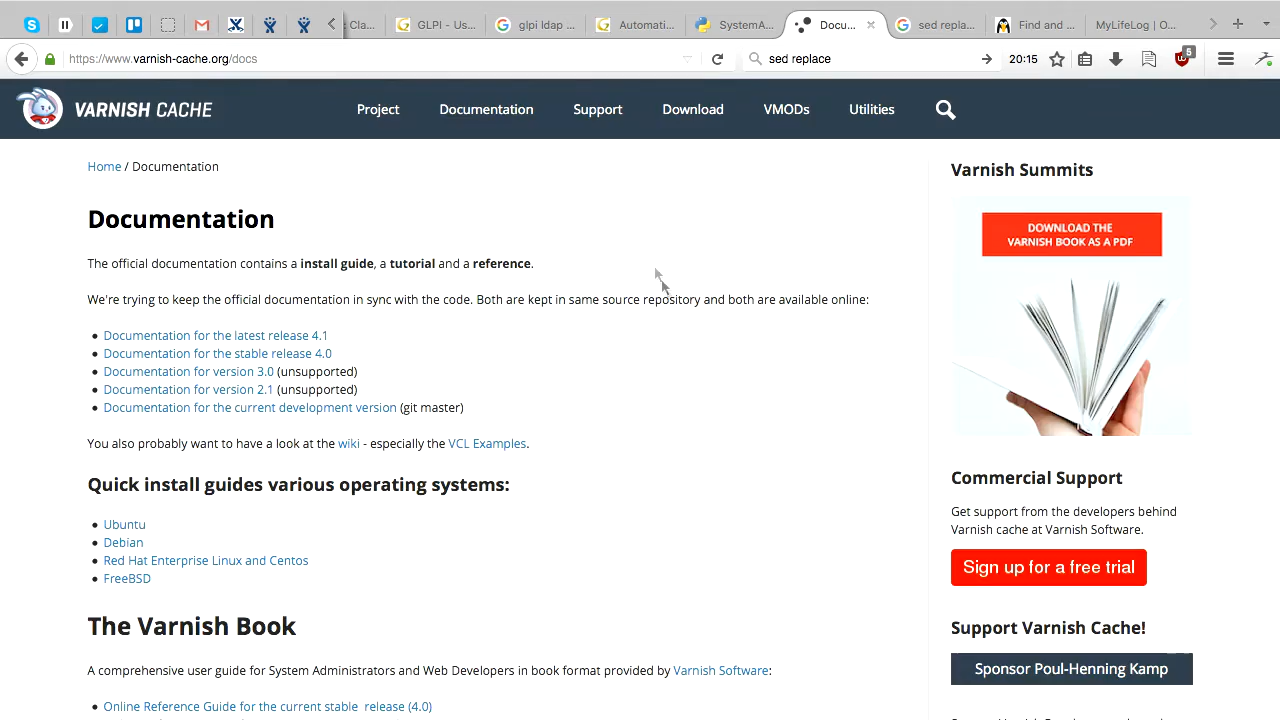 Cla...
GLPI - Us...
glpi ldap ...
Automati...
SystemA...
Docu...
sed repla...
Find and ...
MyLifeLog | O...
https://www.varnish-cache.org/docs
sed replace
20:15
5
VARNISH CACHE
Project
Documentation
Support
Download
VMODs
Utilities
Home / Documentation
Documentation
The official documentation contains a install guide, a tutorial and a reference.
We're trying to keep the official documentation in sync with the code. Both are kept in same source repository and both are available online:
Documentation for the latest release 4.1
Documentation for the stable release 4.0
Documentation for version 3.0 (unsupported)
Documentation for version 2.1 (unsupported)
Documentation for the current development version (git master)
You also probably want to have a look at the wiki - especially the VCL Examples.
Quick install guides various operating systems:
Ubuntu
Debian
Red Hat Enterprise Linux and Centos
FreeBSD
The Varnish Book
A comprehensive user guide for System Administrators and Web Developers in book format provided by Varnish Software:
Online Reference Guide for the current stable release (4.0)
Varnish Summits
DOWNLOAD THE
VARNISH BOOK AS A PDF
Commercial Support
Get support from the developers behind
Varnish cache at Varnish Software.
Sign up for a free trial
Support Varnish Cache!
Sponsor Poul-Henning Kamp